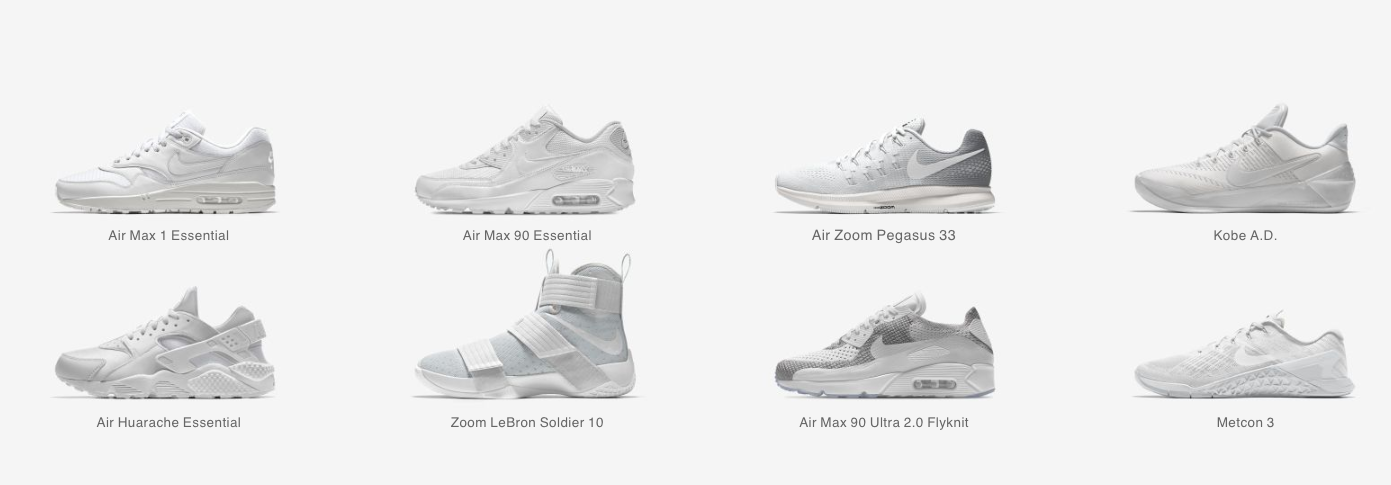 Air Max 1 Essential
Air Max 90 Essential
Air Zoom Pegasus 33
Kobe A.D.
Air Huarache Essential
Zoom LeBron Soldier 10
Air Max 90 Ultra 2.0 Flyknit
Metcon 3